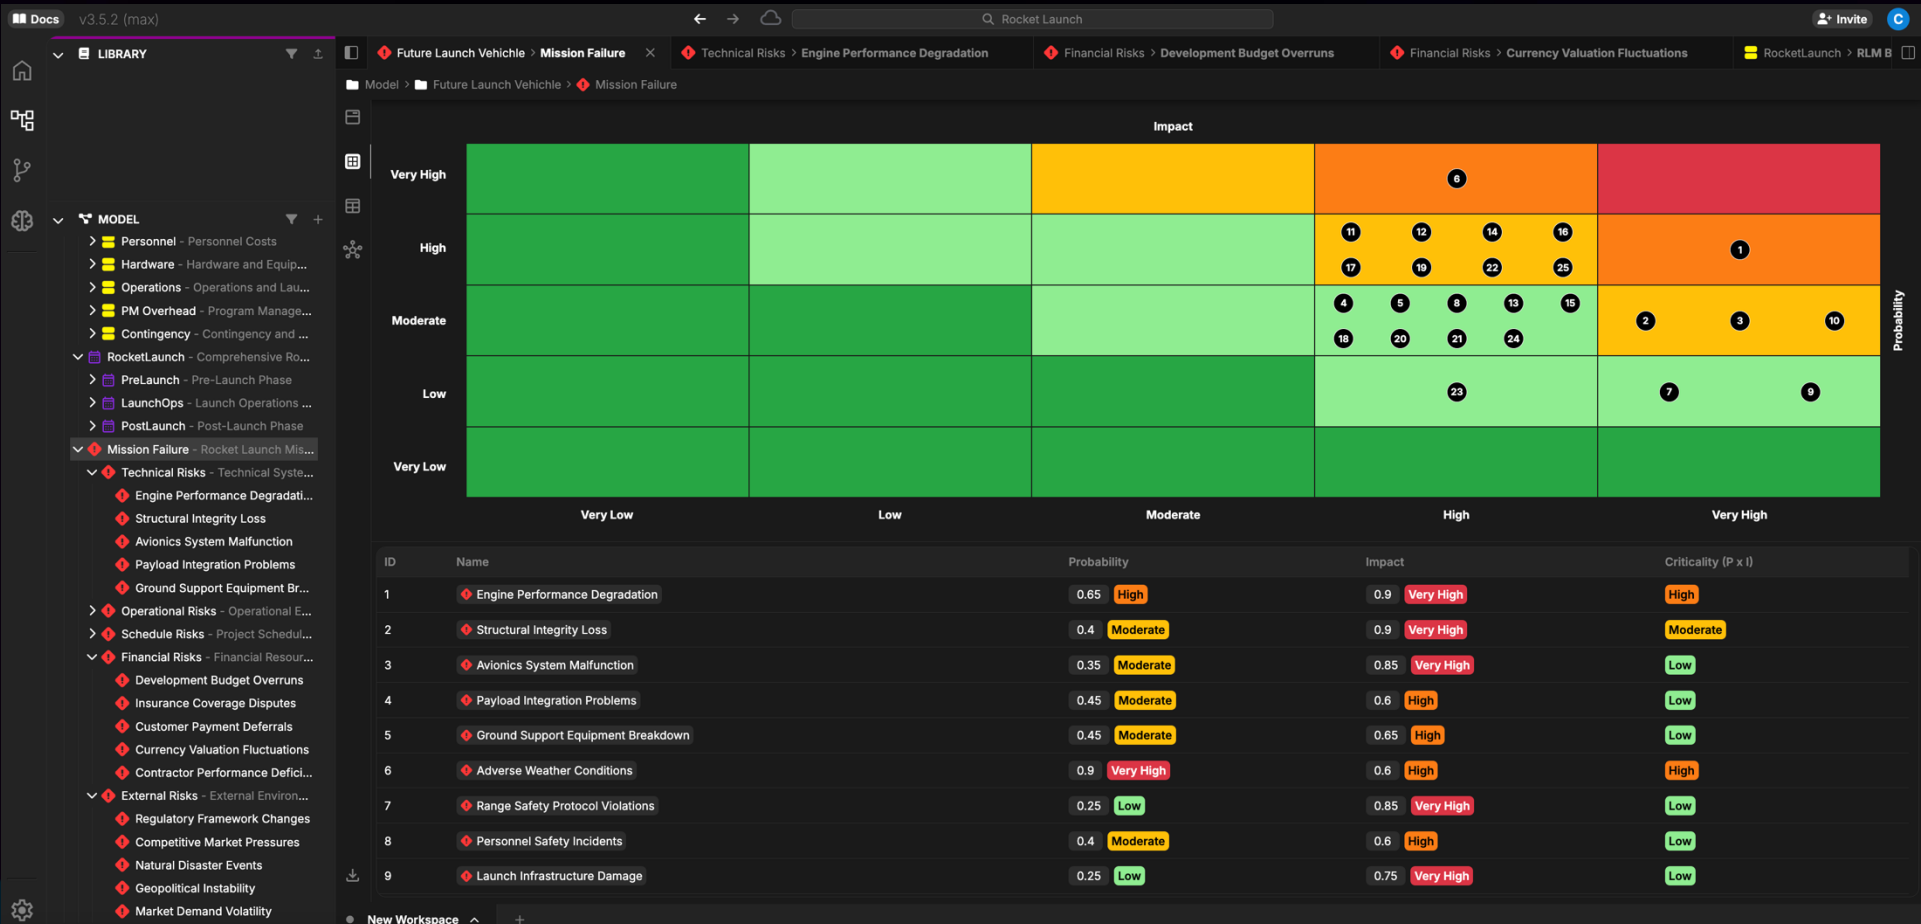 Docs v3.5.2 (max) Rocket Launch Invite C
LIBRARY
Future Launch Vehichle > Mission Failure
Technical Risks > Engine Performance Degradation
Financial Risks > Development Budget Overruns
Financial Risks > Currency Valuation Fluctuations
RocketLaunch > RLM B
Model > Future Launch Vehichle > Mission Failure
MODEL
Personnel - Personnel Costs
Hardware - Hardware and Equip...
Operations - Operations and Lau...
PM Overhead - Program Manage...
Contingency - Contingency and ...
RocketLaunch - Comprehensive Ro...
PreLaunch - Pre-Launch Phase
LaunchOps - Launch Operations ...
PostLaunch - Post-Launch Phase
Mission Failure - Rocket Launch Mis...
Technical Risks - Technical Syste...
Engine Performance Degradati...
Structural Integrity Loss
Avionics System Malfunction
Payload Integration Problems
Ground Support Equipment Br...
Operational Risks - Operational E...
Schedule Risks - Project Schedul...
Financial Risks - Financial Resour...
Development Budget Overruns
Insurance Coverage Disputes
Customer Payment Deferrals
Currency Valuation Fluctuations
Contractor Performance Defici...
External Risks - External Environ...
Regulatory Framework Changes
Competitive Market Pressures
Natural Disaster Events
Geopolitical Instability
Market Demand Volatility
Impact
Very High 6
High 11 12 14 16
17 19 22 25
1
Moderate 4 5 8 13 15
18 20 21 24
2 3 10
Low 23 7 9
Very Low
Probability
Very Low Low Moderate High Very High
ID Name Probability Impact Criticality (P x I)
1 Engine Performance Degradation 0.65 High 0.9 Very High High
2 Structural Integrity Loss 0.4 Moderate 0.9 Very High Moderate
3 Avionics System Malfunction 0.35 Moderate 0.85 Very High Low
4 Payload Integration Problems 0.45 Moderate 0.6 High Low
5 Ground Support Equipment Breakdown 0.45 Moderate 0.65 High Low
6 Adverse Weather Conditions 0.9 Very High 0.6 High High
7 Range Safety Protocol Violations 0.25 Low 0.85 Very High Low
8 Personnel Safety Incidents 0.4 Moderate 0.6 High Low
9 Launch Infrastructure Damage 0.25 Low 0.75 Very High Low
New Workspace